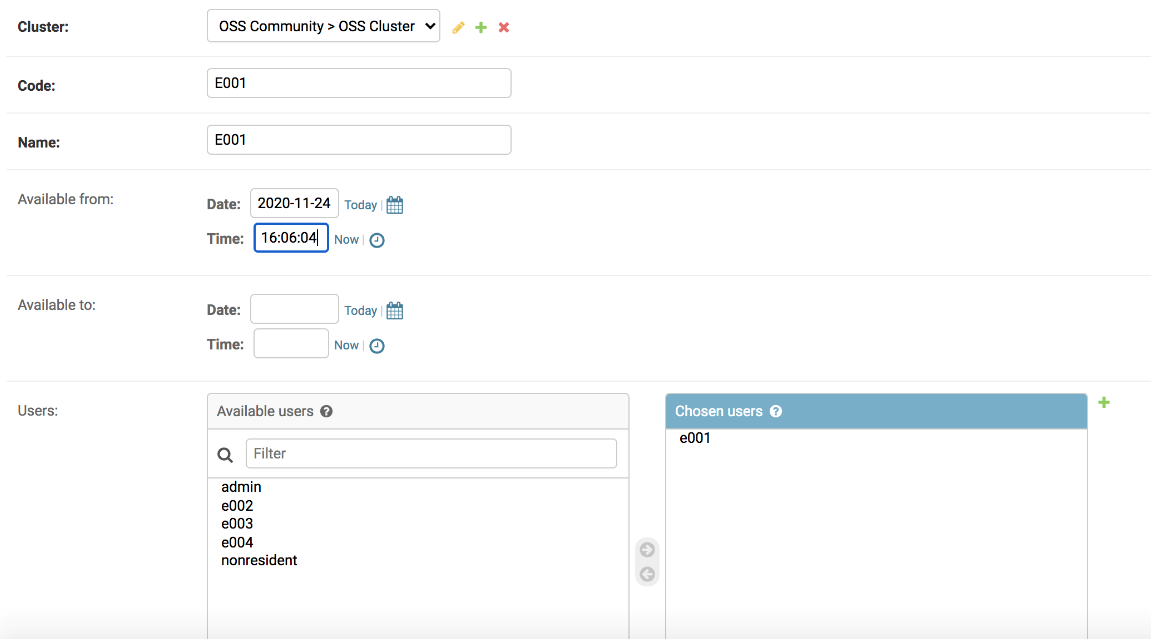 Cluster: OSS Community > OSS Cluster
Code: E001
Name: E001
Available from: Date: 2020-11-24 Today |
Time: 16:06:04 Now |
Available to: Date: Today |
Time: Now |
Users: Available users ? Chosen users ?
Filter
e001
admin
e002
e003
e004
nonresident